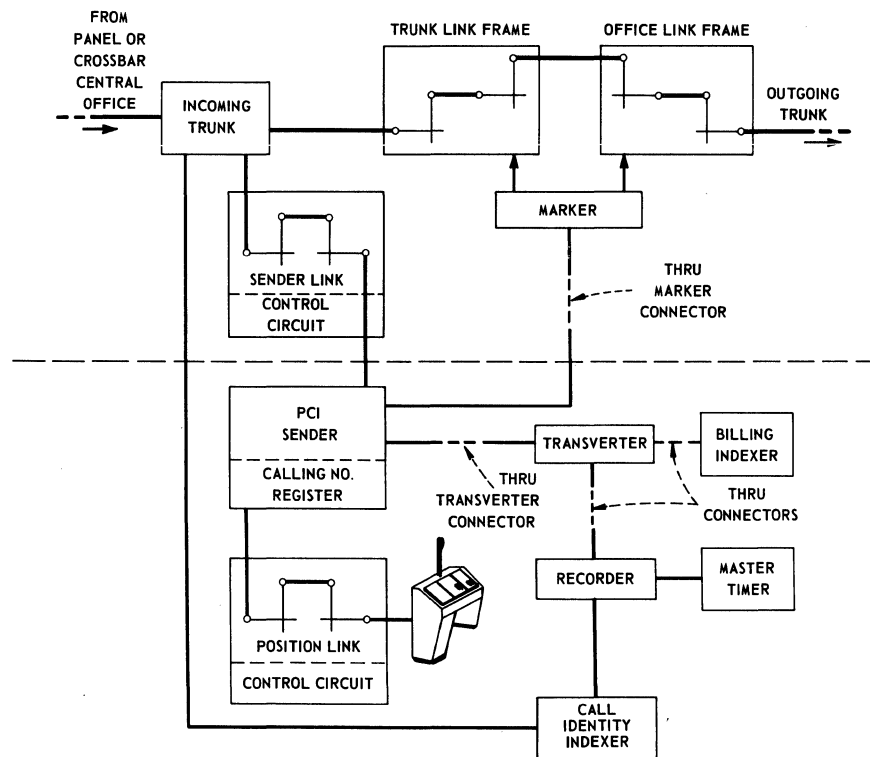 FROM
PANEL OR
CROSSBAR
CENTRAL
OFFICE
TRUNK LINK FRAME
OFFICE LINK FRAME
INCOMING
TRUNK
OUTGOING
TRUNK
MARKER
SENDER LINK
CONTROL
CIRCUIT
THRU
MARKER
CONNECTOR
PCI
SENDER
CALLING NO.
REGISTER
TRANSVERTER
BILLING
INDEXER
THRU
TRANSVERTER
CONNECTOR
THRU
CONNECTORS
RECORDER
MASTER
TIMER
POSITION LINK
CONTROL CIRCUIT
CALL
IDENTITY
INDEXER